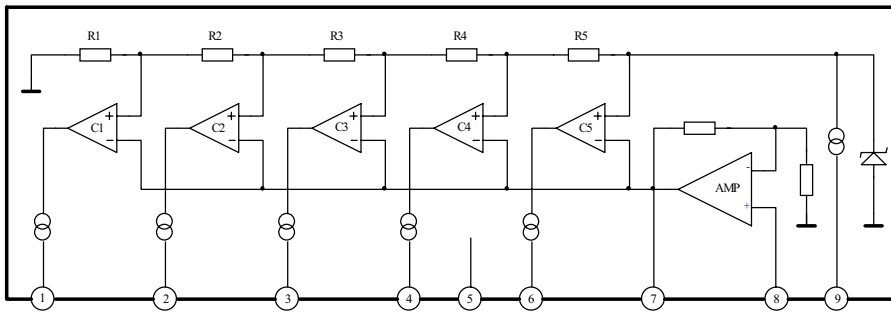 R1 R2 R3 R4 R5
+ + + + +
C1 C2 C3 C4 C5
− − − − −
-
AMP
+
1 2 3 4 5 6 7 8 9